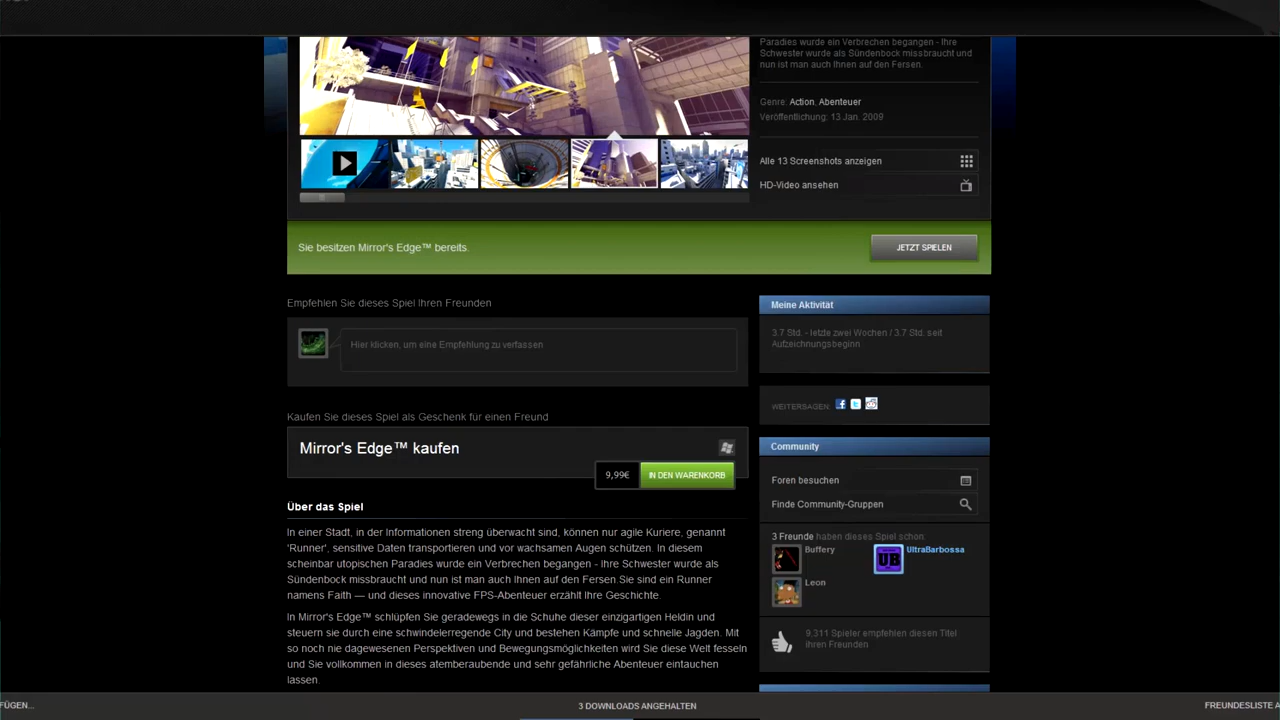 Paradies wurde ein Verbrechen begangen - Ihre
Schwester wurde als Sündenbock missbraucht und
nun ist man auch Ihnen auf den Fersen.
Genre: Action, Abenteuer
Veröffentlichung: 13 Jan. 2009
Alle 13 Screenshots anzeigen
HD-Video ansehen
Sie besitzen Mirror's Edge™ bereits.
JETZT SPIELEN
Empfehlen Sie dieses Spiel Ihren Freunden
Hier klicken, um eine Empfehlung zu verfassen
Kaufen Sie dieses Spiel als Geschenk für einen Freund
Mirror's Edge™ kaufen
9,99€
IN DEN WARENKORB
Über das Spiel
In einer Stadt, in der Informationen streng überwacht sind, können nur agile Kuriere, genannt
'Runner', sensitive Daten transportieren und vor wachsamen Augen schützen. In diesem
scheinbar utopischen Paradies wurde ein Verbrechen begangen - Ihre Schwester wurde als
Sündenbock missbraucht und nun ist man auch Ihnen auf den Fersen.Sie sind ein Runner
namens Faith — und dieses innovative FPS-Abenteuer erzählt Ihre Geschichte.
In Mirror's Edge™ schlüpfen Sie geradewegs in die Schuhe dieser einzigartigen Heldin und
steuern sie durch eine schwindelerregende City und bestehen Kämpfe und schnelle Jagden. Mit
so noch nie dagewesenen Perspektiven und Bewegungsmöglichkeiten wird Sie diese Welt fesseln
und Sie vollkommen in dieses atemberaubende und sehr gefährliche Abenteuer eintauchen
lassen.
Meine Aktivität
3.7 Std. - letzte zwei Wochen / 3.7 Std. seit
Aufzeichnungsbeginn
WEITERSAGEN:
Community
Foren besuchen
Finde Community-Gruppen
3 Freunde haben dieses Spiel schon:
Buffery
UltraBarbossa
UB
Leon
9,311 Spieler empfehlen diesen Titel
ihren Freunden
FÜGEN...
3 DOWNLOADS ANGEHALTEN
FREUNDESLISTE A